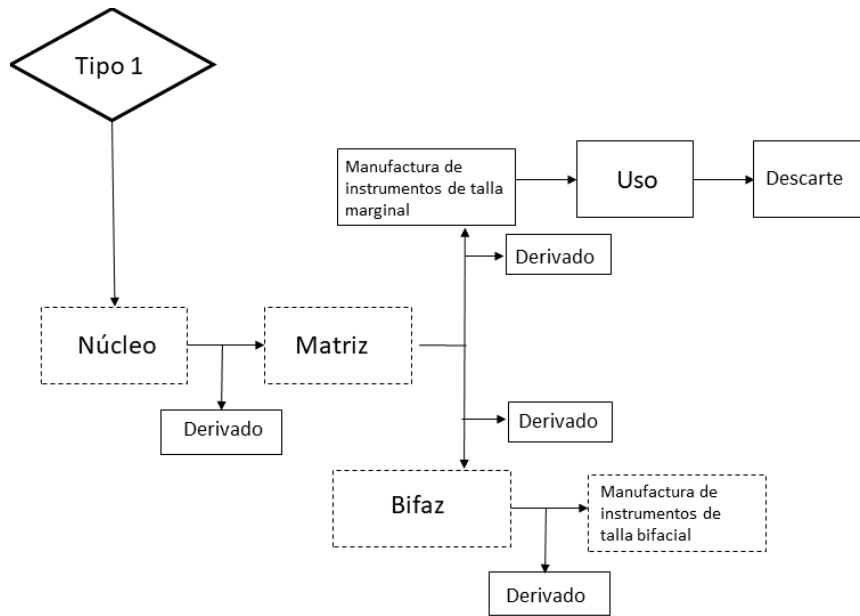 Tipo 1
Manufactura de
instrumentos de talla
marginal
Uso
Descarte
Derivado
Núcleo
Matriz
Derivado
Derivado
Bifaz
Manufactura de
instrumentos de
talla bifacial
Derivado